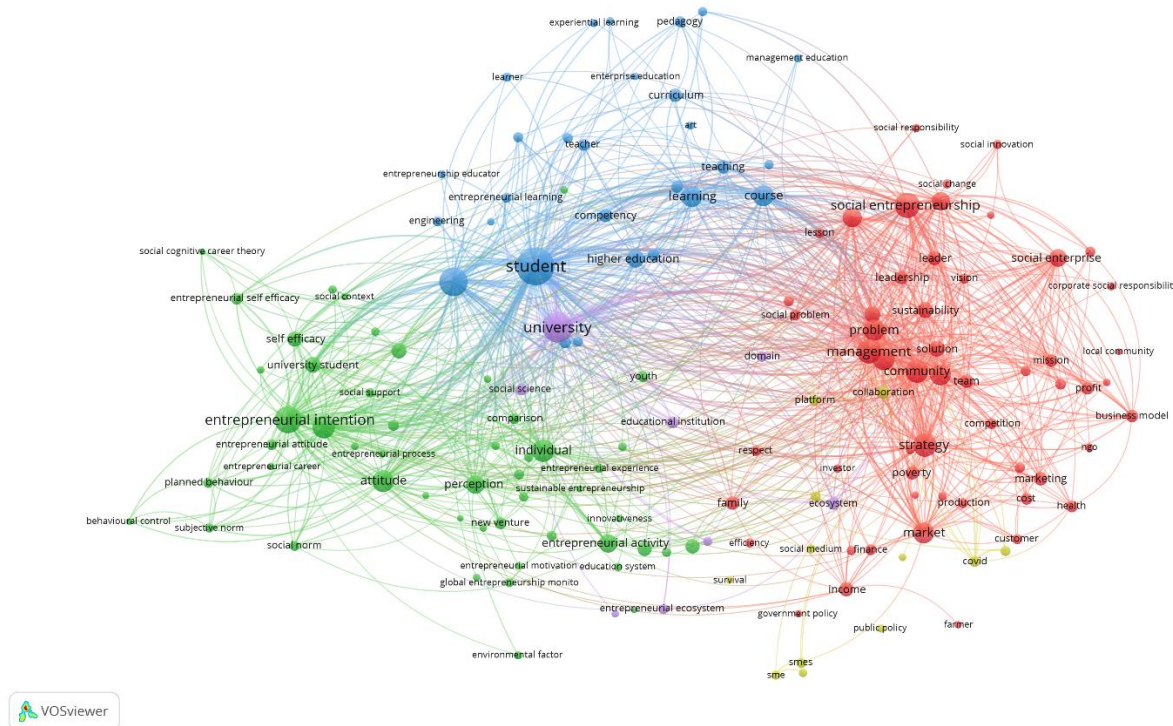 experiential learning
pedagogy
management education
learner
enterprise education
curriculum
art
social responsibility
social innovation
teacher
teaching
entrepreneurship educator
social change
entrepreneurial learning
learning
course
social entrepreneurship
engineering
competency
lesson
social cognitive career theory
student
higher education
leader
social enterprise
leadership
vision
corporate social responsibilit
entrepreneurial self efficacy
social context
sustainability
social problem
university
problem
self efficacy
management
solution
local community
domain
mission
university student
community
team
youth
social science
social support
collaboration
profit
platform
business model
entrepreneurial intention
comparison
educational institution
competition
entrepreneurial attitude
strategy
individual
respect
ngo
entrepreneurial process
entrepreneurial career
entrepreneurial experience
investor
poverty
marketing
planned behaviour
attitude
perception
sustainable entrepreneurship
ecosystem
production
cost
health
family
behavioural control
subjective norm
new venture
innovativeness
market
customer
social norm
entrepreneurial activity
efficiency
social medium
finance
covid
entrepreneurial motivation
education system
global entrepreneurship monito
survival
income
entrepreneurial ecosystem
government policy
farmer
public policy
environmental factor
smes
sme
VOSviewer